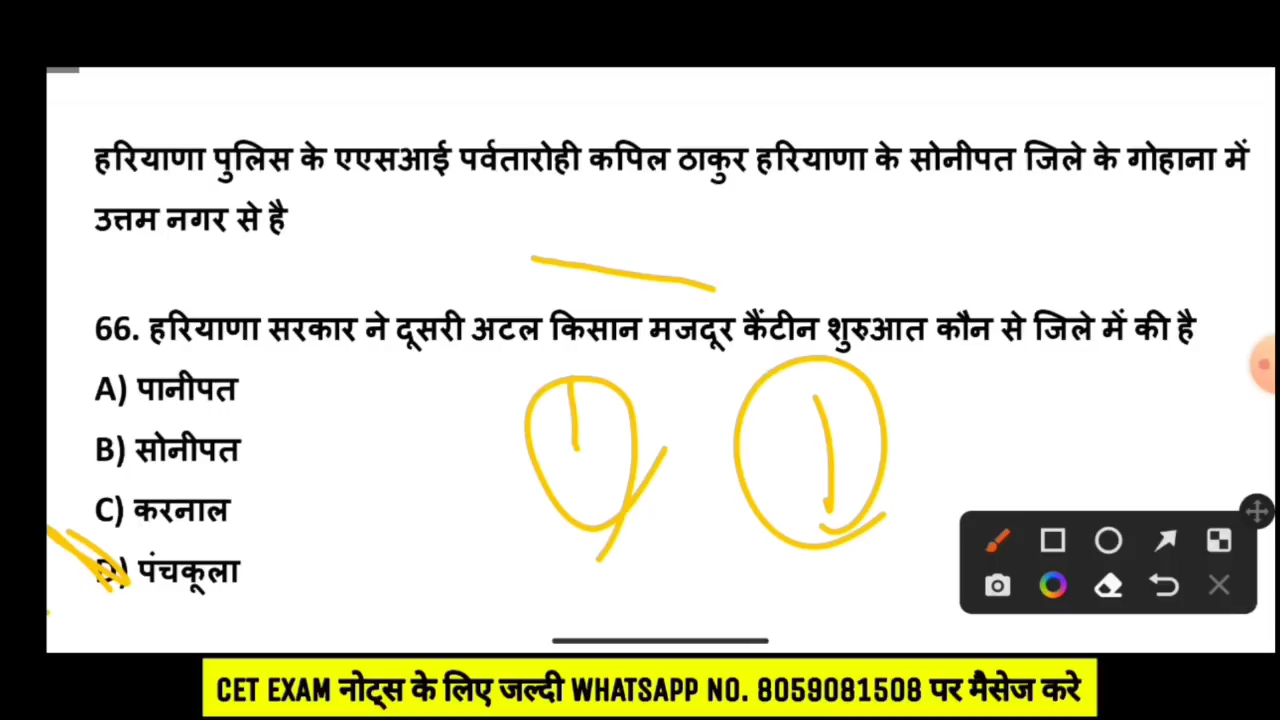 हरियाणा पुलिस के एएसआई पर्वतारोही कपिल ठाकुर हरियाणा के सोनीपत जिले के गोहाना में
उत्तम नगर से है
66. हरियाणा सरकार ने दूसरी अटल किसान मजदूर कैंटीन शुरुआत कौन से जिले में की है
A) पानीपत
B) सोनीपत
C) करनाल
D) पंचकूला
CET EXAM नोट्स के लिए जल्दी WHATSAPP NO. 8059081508 पर मैसेज करे